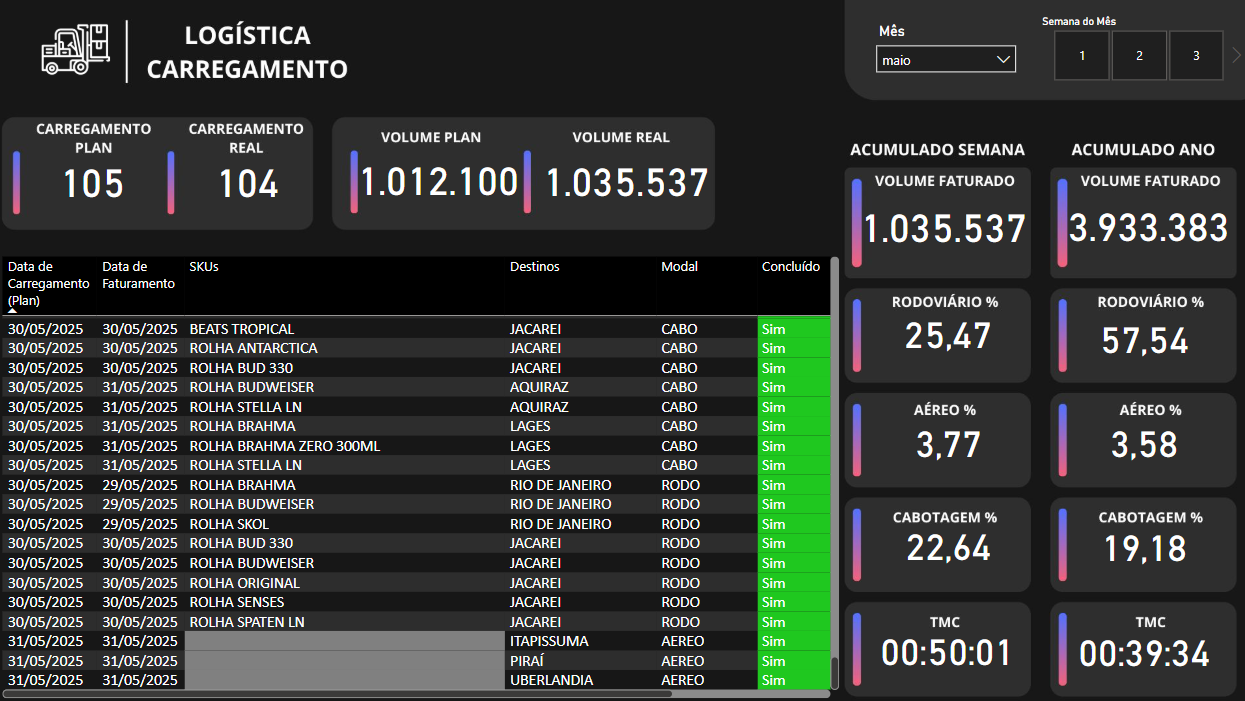 LOGÍSTICA
CARREGAMENTO
Mês
maio
Semana do Mês
1 2 3
CARREGAMENTO
PLAN
105
CARREGAMENTO
REAL
104
VOLUME PLAN
1.012.100
VOLUME REAL
1.035.537
Data de
Carregamento
(Plan)
Data de
Faturamento
SKUs
Destinos
Modal
Concluído
30/05/2025 30/05/2025 BEATS TROPICAL JACAREI CABO Sim
30/05/2025 30/05/2025 ROLHA ANTARCTICA JACAREI CABO Sim
30/05/2025 30/05/2025 ROLHA BUD 330 JACAREI CABO Sim
30/05/2025 31/05/2025 ROLHA BUDWEISER AQUIRAZ CABO Sim
30/05/2025 31/05/2025 ROLHA STELLA LN AQUIRAZ CABO Sim
30/05/2025 31/05/2025 ROLHA BRAHMA LAGES CABO Sim
30/05/2025 31/05/2025 ROLHA BRAHMA ZERO 300ML LAGES CABO Sim
30/05/2025 31/05/2025 ROLHA STELLA LN LAGES CABO Sim
30/05/2025 29/05/2025 ROLHA BRAHMA RIO DE JANEIRO RODO Sim
30/05/2025 29/05/2025 ROLHA BUDWEISER RIO DE JANEIRO RODO Sim
30/05/2025 29/05/2025 ROLHA SKOL RIO DE JANEIRO RODO Sim
30/05/2025 30/05/2025 ROLHA BUD 330 JACAREI RODO Sim
30/05/2025 30/05/2025 ROLHA BUDWEISER JACAREI RODO Sim
30/05/2025 30/05/2025 ROLHA ORIGINAL JACAREI RODO Sim
30/05/2025 30/05/2025 ROLHA SENSES JACAREI RODO Sim
30/05/2025 30/05/2025 ROLHA SPATEN LN JACAREI RODO Sim
31/05/2025 31/05/2025 ITAPISSUMA AEREO Sim
31/05/2025 31/05/2025 PIRAÍ AEREO Sim
31/05/2025 31/05/2025 UBERLANDIA AEREO Sim
ACUMULADO SEMANA
VOLUME FATURADO
1.035.537
RODOVIÁRIO %
25,47
AÉREO %
3,77
CABOTAGEM %
22,64
TMC
00:50:01
ACUMULADO ANO
VOLUME FATURADO
3.933.383
RODOVIÁRIO %
57,54
AÉREO %
3,58
CABOTAGEM %
19,18
TMC
00:39:34